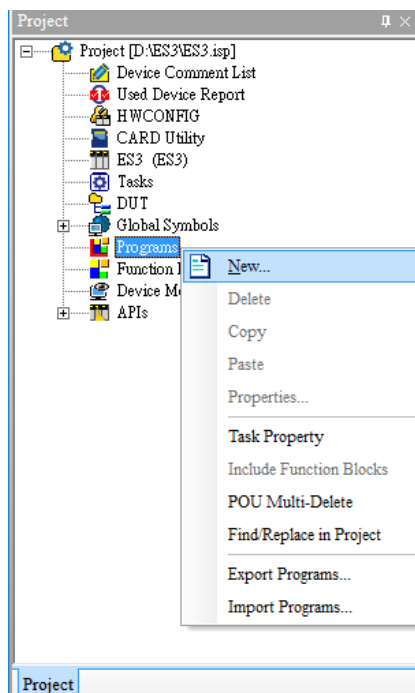 Project
Project [D:\ES3\ES3.isp]
Device Comment List
Used Device Report
HWCONFIG
CARD Utility
ES3 (ES3)
Tasks
DUT
Global Symbols
Programs
Function
Device
APIs
New...
Delete
Copy
Paste
Properties...
Task Property
Include Function Blocks
POU Multi-Delete
Find/Replace in Project
Export Programs...
Import Programs...
Project